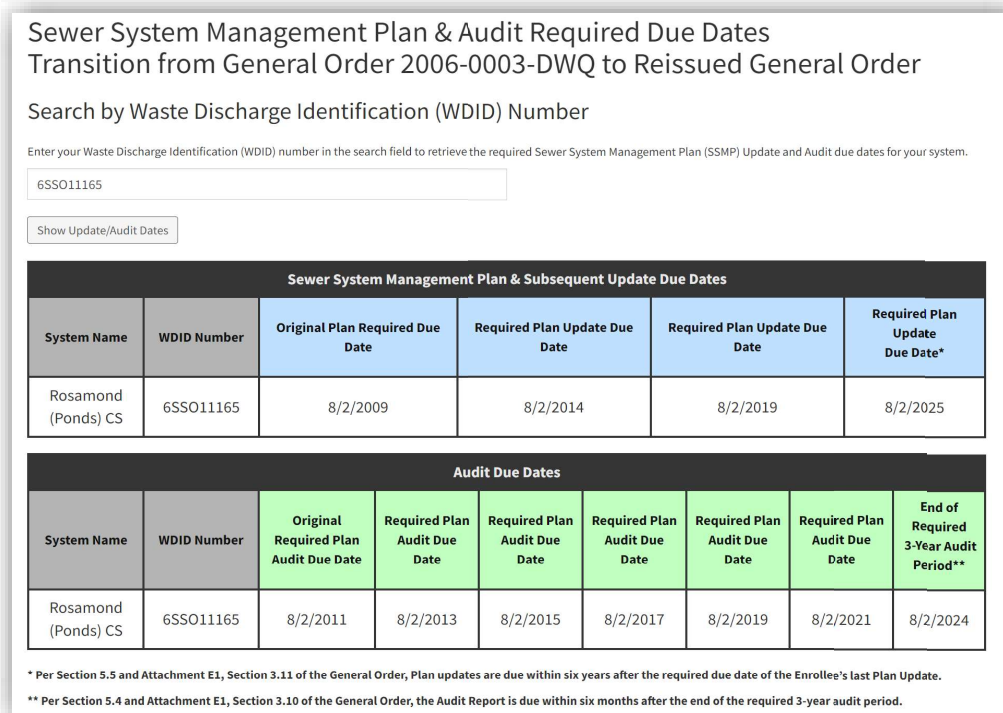 Sewer System Management Plan & Audit Required Due Dates
Transition from General Order 2006-0003-DWQ to Reissued General Order
Search by Waste Discharge Identification (WDID) Number
Enter your Waste Discharge Identification (WDID) number in the search field to retrieve the required Sewer System Management Plan (SSMP) Update and Audit due dates for your system.
6SSO11165
Show Update/Audit Dates
Sewer System Management Plan & Subsequent Update Due Dates
System Name
WDID Number
Original Plan Required Due
Date
Required Plan Update Due
Date
Required Plan Update Due
Date
Required Plan
Update
Due Date*
Rosamond
(Ponds) CS
6SSO11165
8/2/2009
8/2/2014
8/2/2019
8/2/2025
Audit Due Dates
System Name
WDID Number
Original
Required Plan
Audit Due Date
Required Plan
Audit Due
Date
Required Plan
Audit Due
Date
Required Plan
Audit Due
Date
Required Plan
Audit Due
Date
Required Plan
Audit Due
Date
End of
Required
3-Year Audit
Period**
Rosamond
(Ponds) CS
6SSO11165
8/2/2011
8/2/2013
8/2/2015
8/2/2017
8/2/2019
8/2/2021
8/2/2024
* Per Section 5.5 and Attachment E1, Section 3.11 of the General Order, Plan updates are due within six years after the required due date of the Enrollee's last Plan Update.
** Per Section 5.4 and Attachment E1, Section 3.10 of the General Order, the Audit Report is due within six months after the end of the required 3-year audit period.